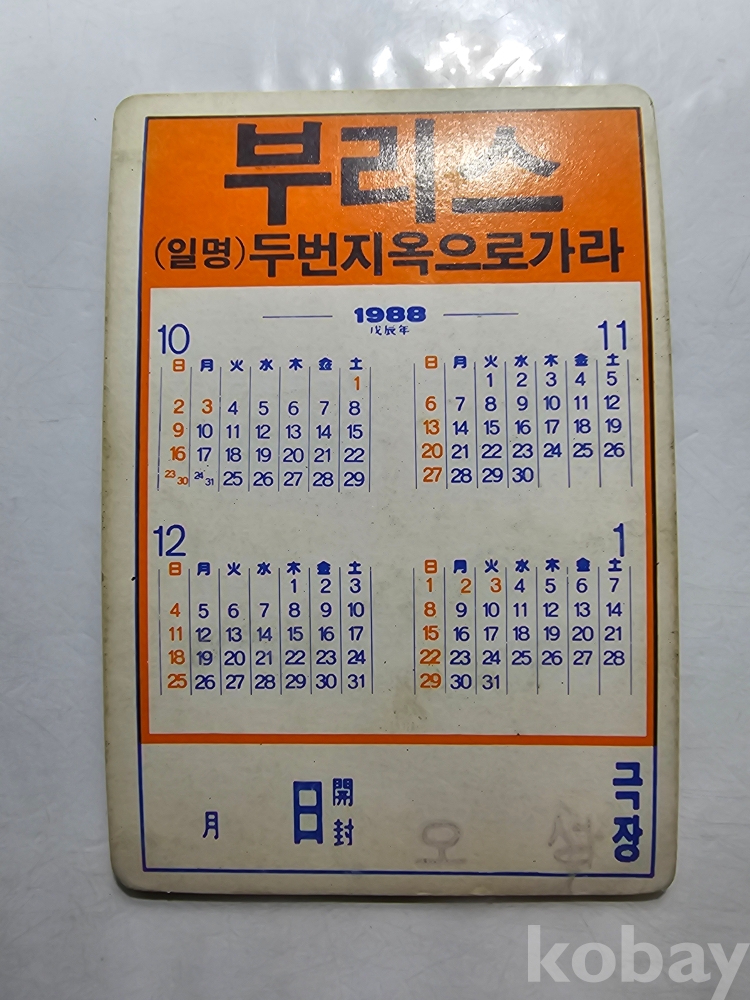 부리스
(일명)두번지옥으로가라
1988
戊辰年
10
日 月 火 水 木 金 土
1
2 3 4 5 6 7 8
9 10 11 12 13 14 15
16 17 18 19 20 21 22
23/30 24/31 25 26 27 28 29
11
日 月 火 水 木 金 土
1 2 3 4 5
6 7 8 9 10 11 12
13 14 15 16 17 18 19
20 21 22 23 24 25 26
27 28 29 30
12
日 月 火 水 木 金 土
1 2 3
4 5 6 7 8 9 10
11 12 13 14 15 16 17
18 19 20 21 22 23 24
25 26 27 28 29 30 31
1
日 月 火 水 木 金 土
1 2 3 4 5 6 7
8 9 10 11 12 13 14
15 16 17 18 19 20 21
22 23 24 25 26 27 28
29 30 31
月 日 開封
극장
kobay